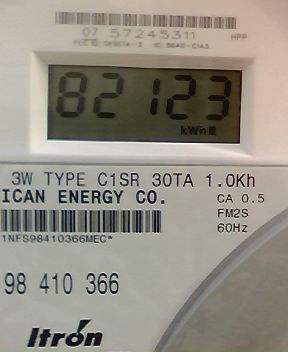 07 57245311
HPP
82123
kWh
3W TYPE C1SR 30TA 1.0Kh
ICAN ENERGY CO.
CA 0.5
FM2S
60Hz
1NFS98410366MEC*
98 410 366
Itron